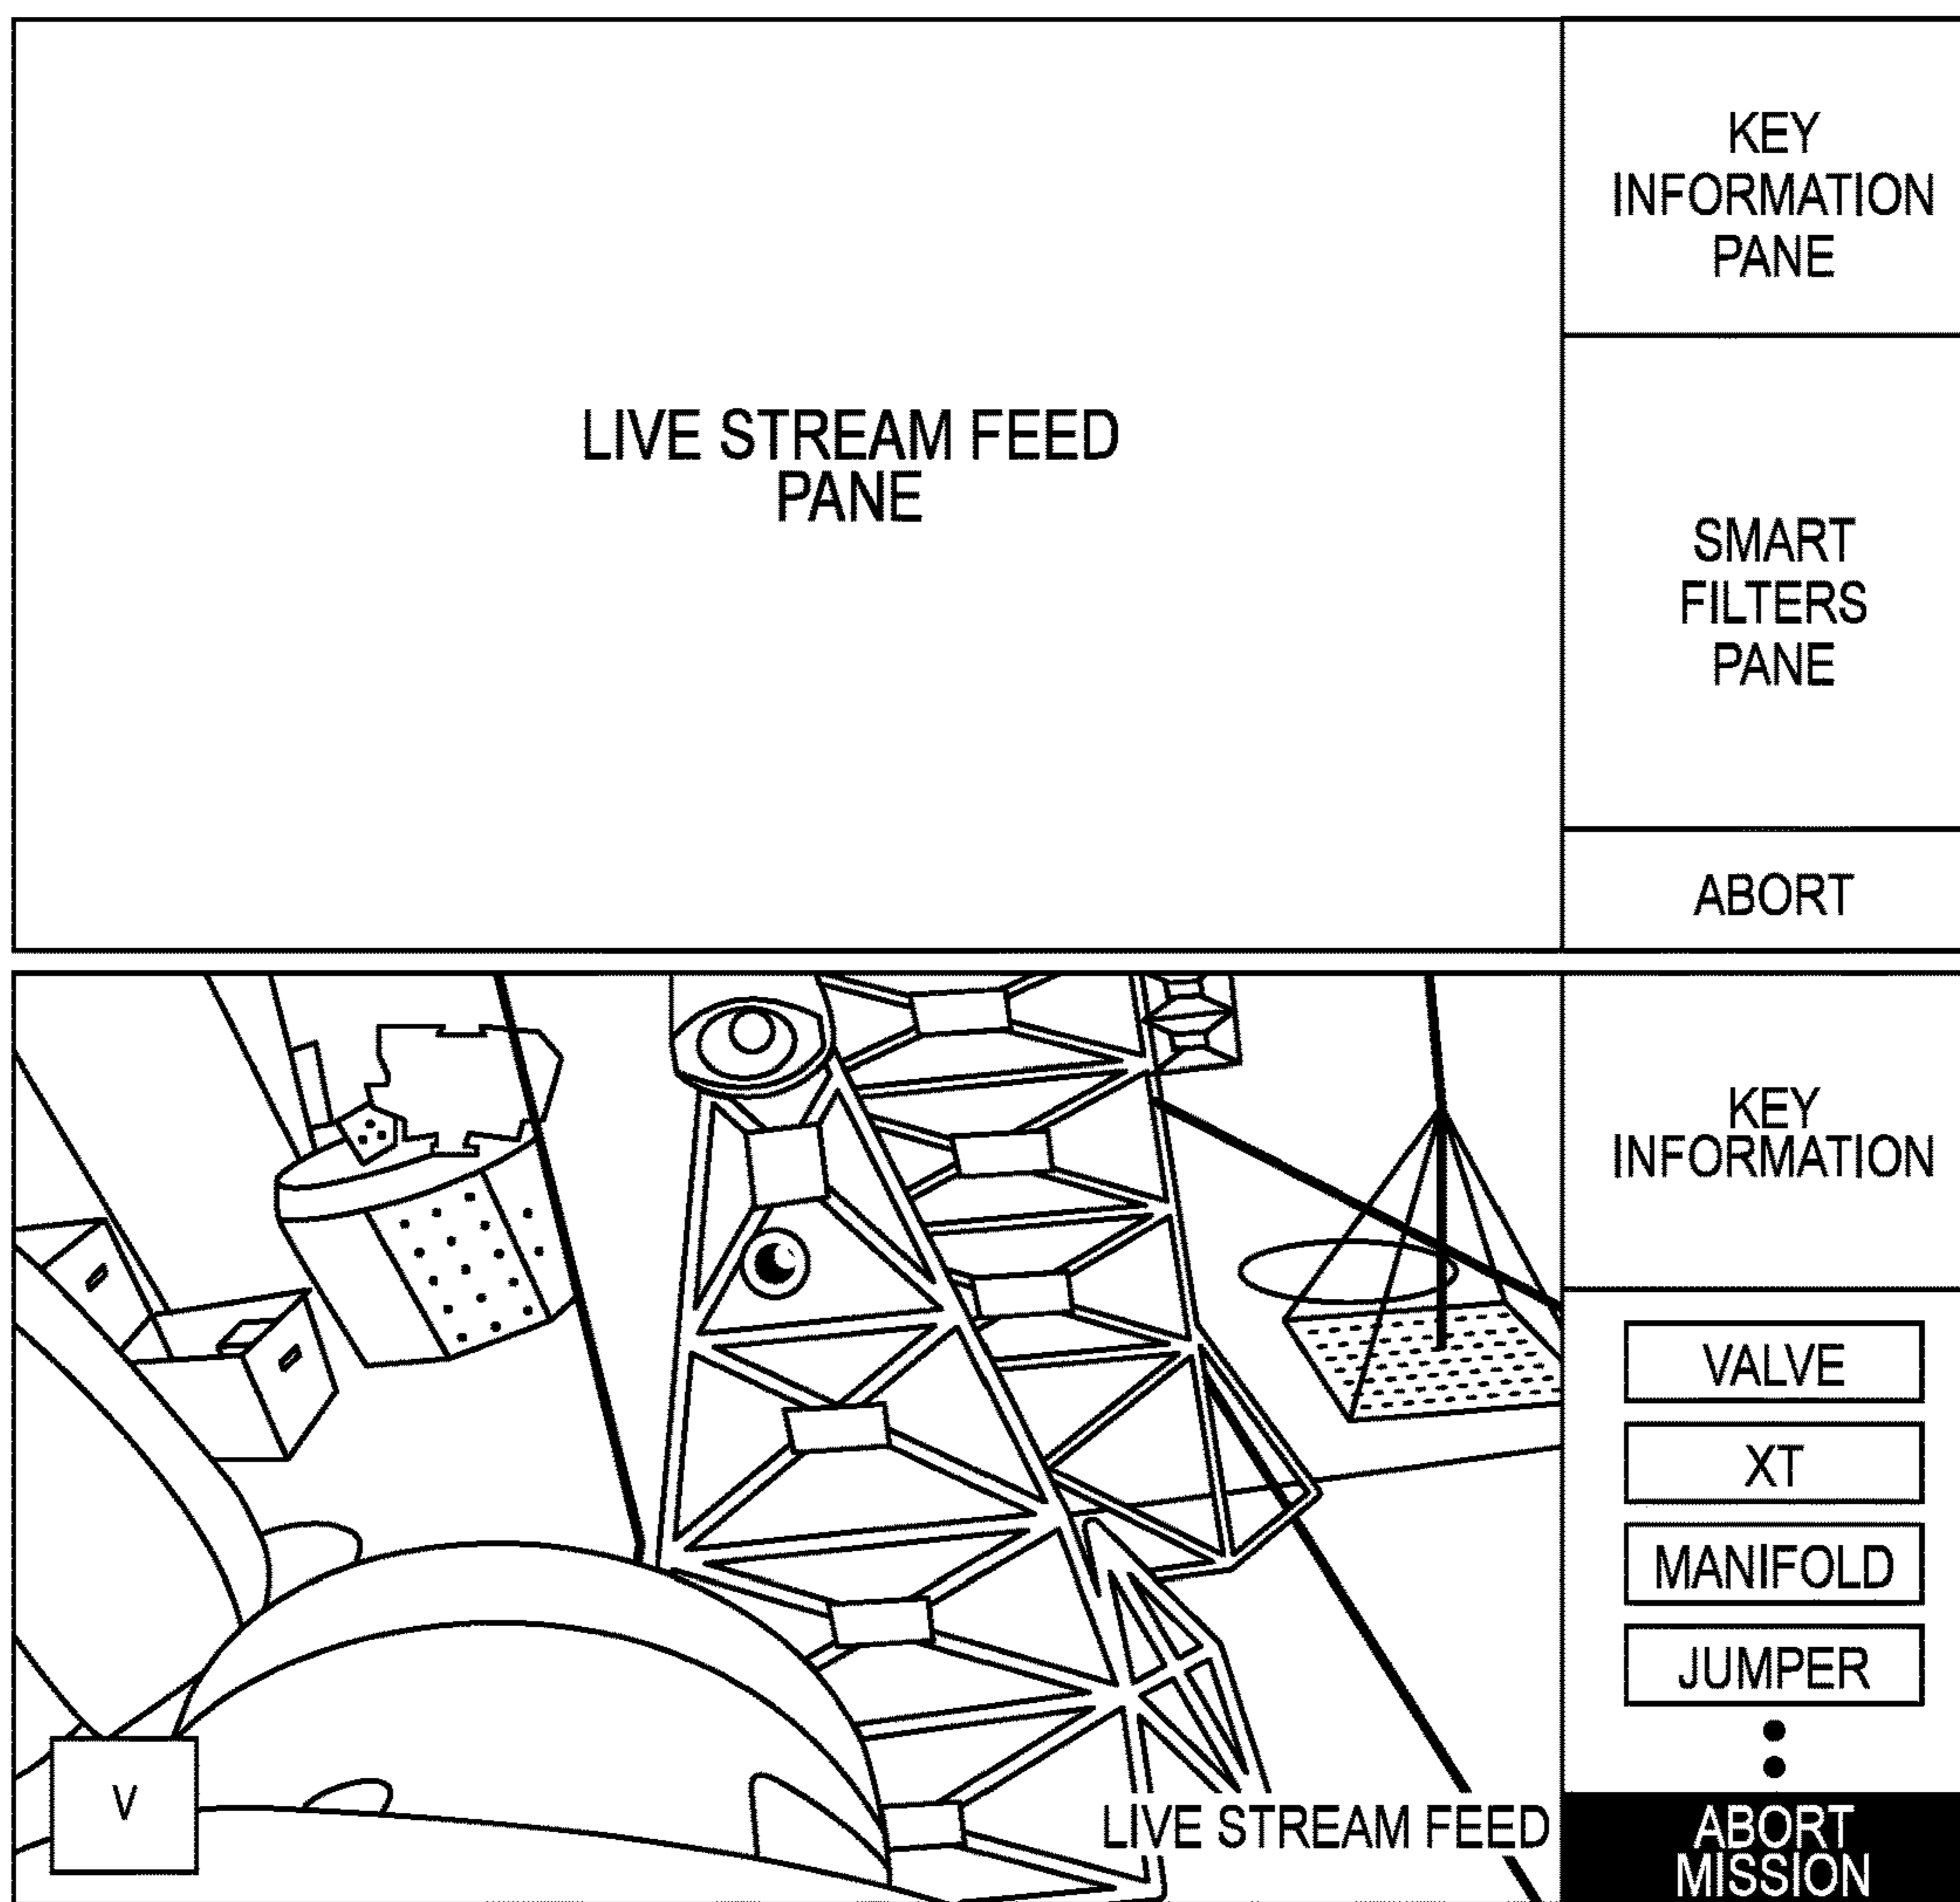 LIVE STREAM FEED
PANE
KEY
INFORMATION
PANE
SMART
FILTERS
PANE
ABORT
V
LIVE STREAM FEED
KEY
INFORMATION
VALVE
XT
MANIFOLD
JUMPER
ABORT
MISSION